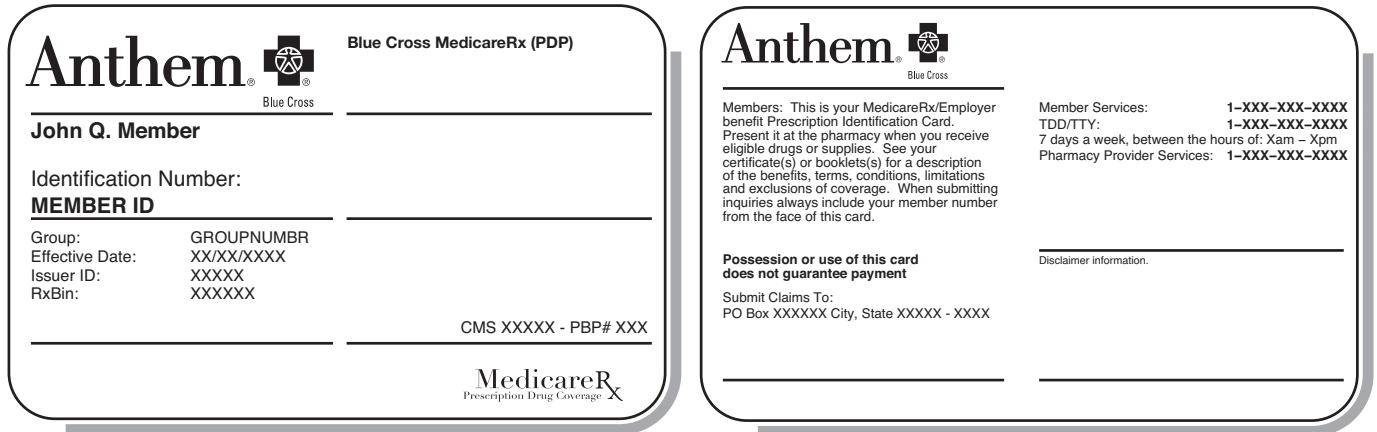 Anthem®
Blue Cross
Blue Cross MedicareRx (PDP)
John Q. Member
Identification Number:
MEMBER ID
Group: GROUPNUMBR
Effective Date: XX/XX/XXXX
Issuer ID: XXXXX
RxBin: XXXXXX
CMS XXXXX - PBP# XXX
MedicareRx
Prescription Drug Coverage
Anthem®
Blue Cross
Members: This is your MedicareRx/Employer
benefit Prescription Identification Card.
Present it at the pharmacy when you receive
eligible drugs or supplies. See your
certificate(s) or booklets(s) for a description
of the benefits, terms, conditions, limitations
and exclusions of coverage. When submitting
inquiries always include your member number
from the face of this card.
Possession or use of this card
does not guarantee payment
Submit Claims To:
PO Box XXXXXX City, State XXXXX - XXXX
Member Services: 1–XXX–XXX–XXXX
TDD/TTY: 1–XXX–XXX–XXXX
7 days a week, between the hours of: Xam – Xpm
Pharmacy Provider Services: 1–XXX–XXX–XXXX
Disclaimer information.